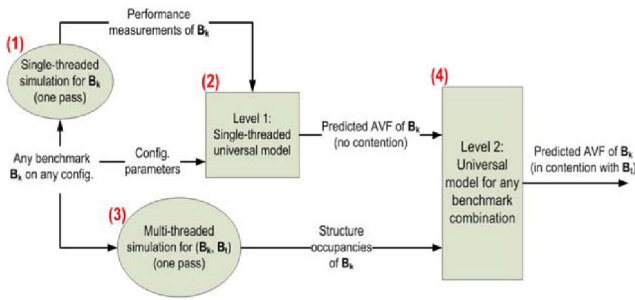 Performance
measurements of Bk
(1)
Single-threaded
simulation for Bk
(one pass)
(2)
Level 1:
Single-threaded
universal model
Any benchmark
Bk on any config.
Config.
parameters
Predicted AVF of Bk
(no contention)
(3)
Multi-threaded
simulation for (Bk, Bt)
(one pass)
Structure
occupancies
of Bk
(4)
Level 2:
Universal
model for any
benchmark
combination
Predicted AVF of Bk
(in contention with Bt)